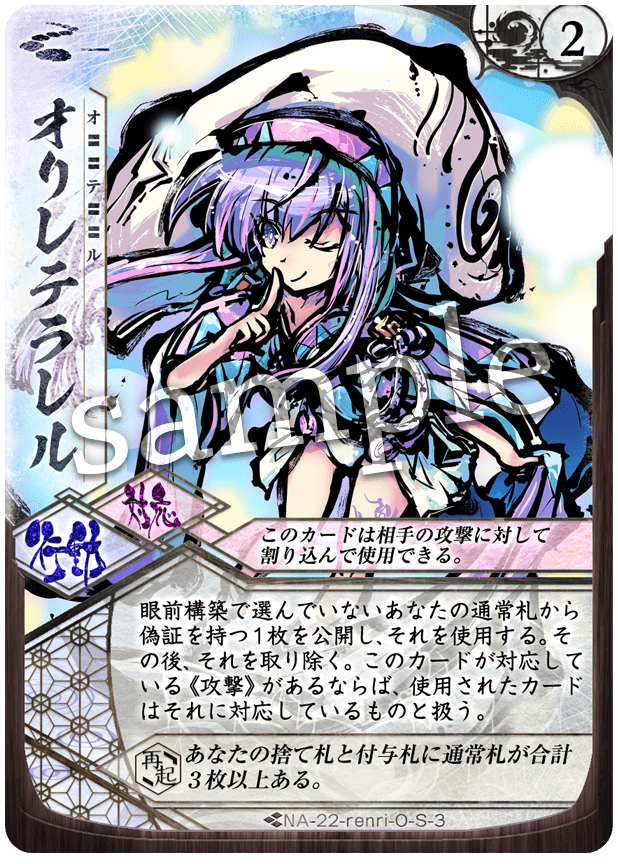 2
オりレテラレル
オ〓〓テ〓〓ル
sample
対応
行動
このカードは相手の攻撃に対して
割り込んで使用できる。
眼前構築で選んでいないあなたの通常札から
偽証を持つ1枚を公開し、それを使用する。そ
の後、それを取り除く。このカードが対応して
いる《攻撃》があるならば、使用されたカード
はそれに対応しているものと扱う。
再起
あなたの捨て札と付与札に通常札が合計
3枚以上ある。
NA-22-renri-O-S-3